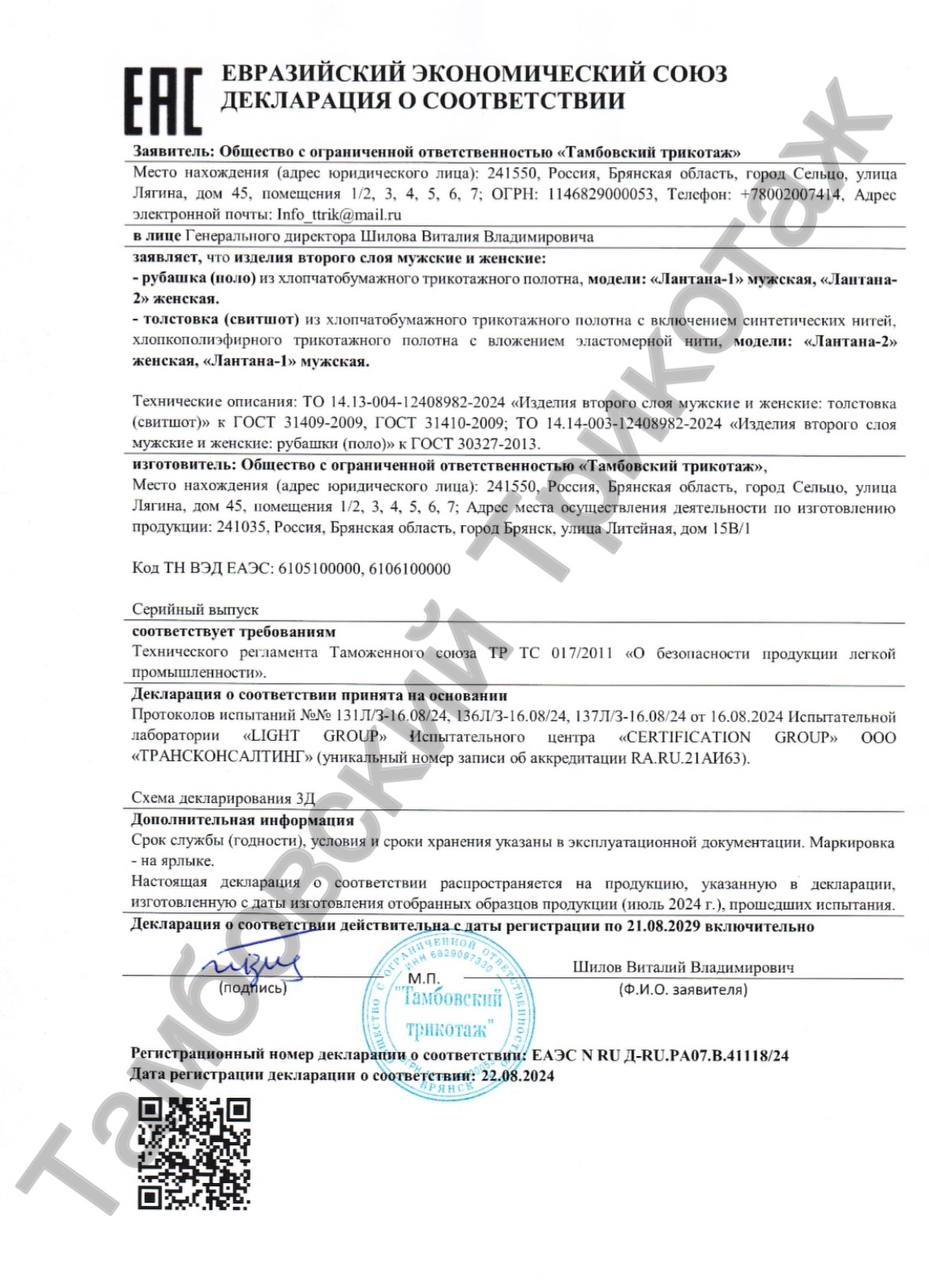 ЕАС
ЕВРАЗИЙСКИЙ ЭКОНОМИЧЕСКИЙ СОЮЗ
ДЕКЛАРАЦИЯ О СООТВЕТСТВИИ
Заявитель: Общество с ограниченной ответственностью «Тамбовский трикотаж»
Место нахождения (адрес юридического лица): 241550, Россия, Брянская область, город Сельцо, улица
Лягина, дом 45, помещения 1/2, 3, 4, 5, 6, 7; ОГРН: 1146829000053, Телефон: +78002007414, Адрес
электронной почты: Info_ttrik@mail.ru
в лице Генерального директора Шилова Виталия Владимировича
заявляет, что изделия второго слоя мужские и женские:
- рубашка (поло) из хлопчатобумажного трикотажного полотна, модели: «Лантана-1» мужская, «Лантана-
2» женская.
- толстовка (свитшот) из хлопчатобумажного трикотажного полотна с включением синтетических нитей,
хлопкополиэфирного трикотажного полотна с вложением эластомерной нити, модели: «Лантана-2»
женская, «Лантана-1» мужская.
Технические описания: ТО 14.13-004-12408982-2024 «Изделия второго слоя мужские и женские: толстовка
(свитшот)» к ГОСТ 31409-2009, ГОСТ 31410-2009; ТО 14.14-003-12408982-2024 «Изделия второго слоя
мужские и женские: рубашки (поло)» к ГОСТ 30327-2013.
изготовитель: Общество с ограниченной ответственностью «Тамбовский трикотаж»,
Место нахождения (адрес юридического лица): 241550, Россия, Брянская область, город Сельцо, улица
Лягина, дом 45, помещения 1/2, 3, 4, 5, 6, 7; Адрес места осуществления деятельности по изготовлению
продукции: 241035, Россия, Брянская область, город Брянск, улица Литейная, дом 15В/1
Код ТН ВЭД ЕАЭС: 6105100000, 6106100000
Серийный выпуск
соответствует требованиям
Технического регламента Таможенного союза ТР ТС 017/2011 «О безопасности продукции легкой
промышленности».
Декларация о соответствии принята на основании
Протоколов испытаний №№ 131Л/З-16.08/24, 136Л/З-16.08/24, 137Л/З-16.08/24 от 16.08.2024 Испытательной
лаборатории «LIGHT GROUP» Испытательного центра «CERTIFICATION GROUP» ООО
«ТРАНСКОНСАЛТИНГ» (уникальный номер записи об аккредитации RA.RU.21АИ63).
Схема декларирования 3Д
Дополнительная информация
Срок службы (годности), условия и сроки хранения указаны в эксплуатационной документации. Маркировка
- на ярлыке.
Настоящая декларация о соответствии распространяется на продукцию, указанную в декларации,
изготовленную с даты изготовления отобранных образцов продукции (июль 2024 г.), прошедших испытания.
Декларация о соответствии действительна с даты регистрации по 21.08.2029 включительно
Шилов Виталий Владимирович
(подпись)
М.П.
(Ф.И.О. заявителя)
ОБЩЕСТВО С ОГРАНИЧЕННОЙ ОТВЕТСТВЕННОСТЬЮ
ИНН 6829097330
"Тамбовский
трикотаж"
БРЯНСК
Регистрационный номер декларации о соответствии: ЕАЭС N RU Д-RU.РА07.В.41118/24
Дата регистрации декларации о соответствии: 22.08.2024
Тамбовский Трикотаж